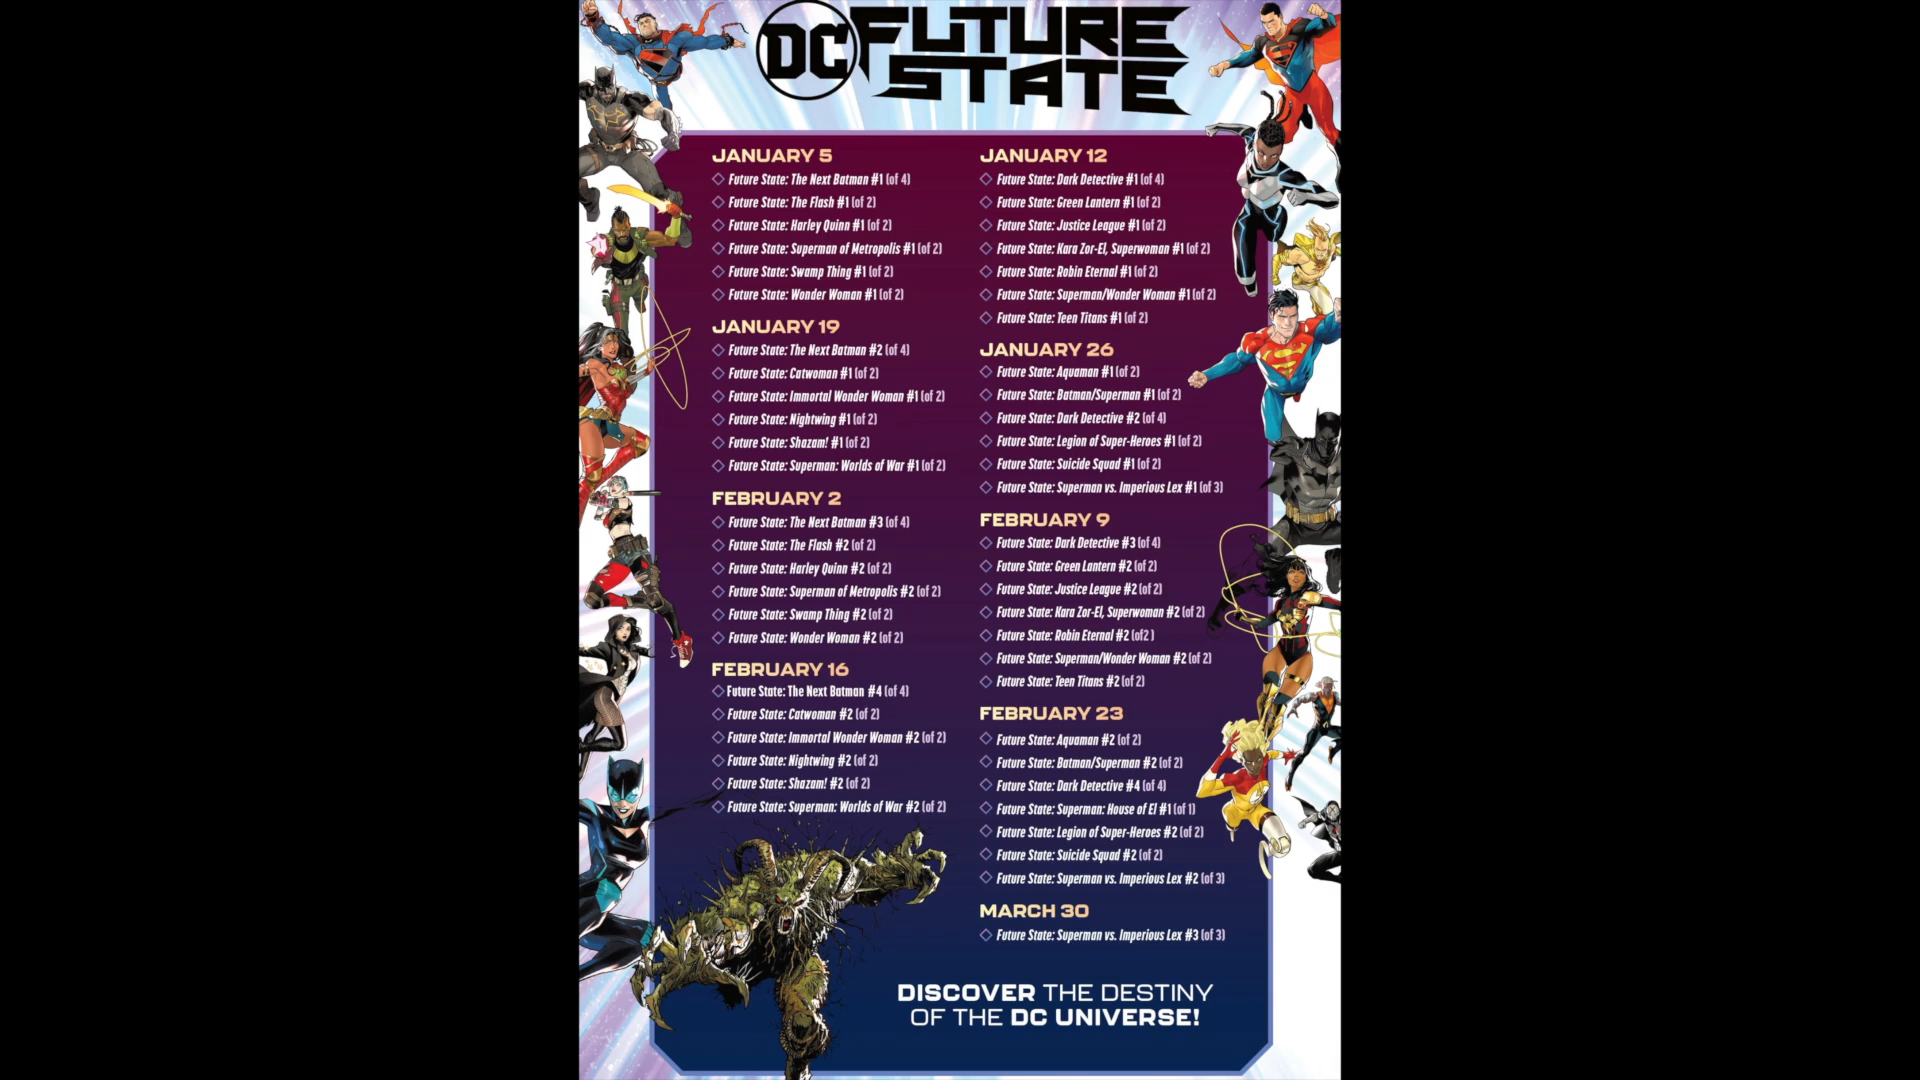 DC FUTURE
STATE
JANUARY 5
Future State: The Next Batman #1 (of 4)
Future State: The Flash #1 (of 2)
Future State: Harley Quinn #1 (of 2)
Future State: Superman of Metropolis #1 (of 2)
Future State: Swamp Thing #1 (of 2)
Future State: Wonder Woman #1 (of 2)
JANUARY 19
Future State: The Next Batman #2 (of 4)
Future State: Catwoman #1 (of 2)
Future State: Immortal Wonder Woman #1 (of 2)
Future State: Nightwing #1 (of 2)
Future State: Shazam! #1 (of 2)
Future State: Superman: Worlds of War #1 (of 2)
FEBRUARY 2
Future State: The Next Batman #3 (of 4)
Future State: The Flash #2 (of 2)
Future State: Harley Quinn #2 (of 2)
Future State: Superman of Metropolis #2 (of 2)
Future State: Swamp Thing #2 (of 2)
Future State: Wonder Woman #2 (of 2)
FEBRUARY 16
Future State: The Next Batman #4 (of 4)
Future State: Catwoman #2 (of 2)
Future State: Immortal Wonder Woman #2 (of 2)
Future State: Nightwing #2 (of 2)
Future State: Shazam! #2 (of 2)
Future State: Superman: Worlds of War #2 (of 2)
JANUARY 12
Future State: Dark Detective #1 (of 4)
Future State: Green Lantern #1 (of 2)
Future State: Justice League #1 (of 2)
Future State: Kara Zor-El, Superwoman #1 (of 2)
Future State: Robin Eternal #1 (of 2)
Future State: Superman/Wonder Woman #1 (of 2)
Future State: Teen Titans #1 (of 2)
JANUARY 26
Future State: Aquaman #1 (of 2)
Future State: Batman/Superman #1 (of 2)
Future State: Dark Detective #2 (of 4)
Future State: Legion of Super-Heroes #1 (of 2)
Future State: Suicide Squad #1 (of 2)
Future State: Superman vs. Imperious Lex #1 (of 3)
FEBRUARY 9
Future State: Dark Detective #3 (of 4)
Future State: Green Lantern #2 (of 2)
Future State: Justice League #2 (of 2)
Future State: Kara Zor-El, Superwoman #2 (of 2)
Future State: Robin Eternal #2 (of2 )
Future State: Superman/Wonder Woman #2 (of 2)
Future State: Teen Titans #2 (of 2)
FEBRUARY 23
Future State: Aquaman #2 (of 2)
Future State: Batman/Superman #2 (of 2)
Future State: Dark Detective #4 (of 4)
Future State: Superman: House of El #1 (of 1)
Future State: Legion of Super-Heroes #2 (of 2)
Future State: Suicide Squad #2 (of 2)
Future State: Superman vs. Imperious Lex #2 (of 3)
MARCH 30
Future State: Superman vs. Imperious Lex #3 (of 3)
DISCOVER THE DESTINY
OF THE DC UNIVERSE!